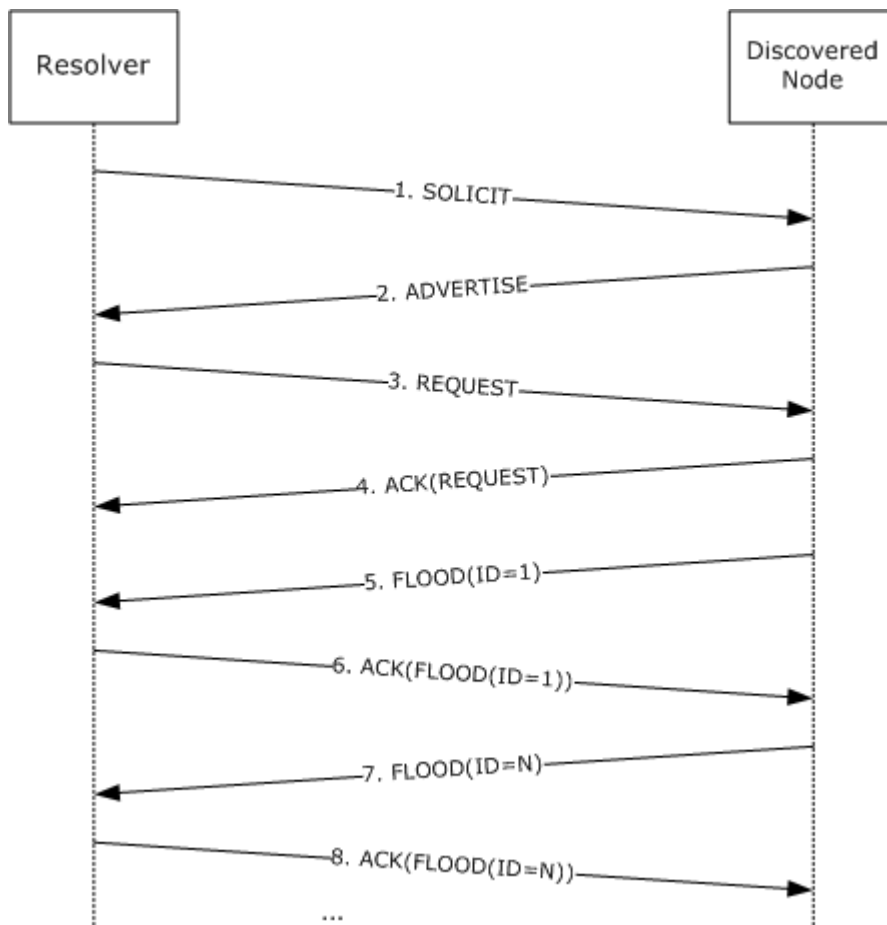 Resolver
Discovered
Node
1. SOLICIT
2. ADVERTISE
3. REQUEST
4. ACK(REQUEST)
5. FLOOD(ID=1)
6. ACK(FLOOD(ID=1))
7. FLOOD(ID=N)
8. ACK(FLOOD(ID=N))
...